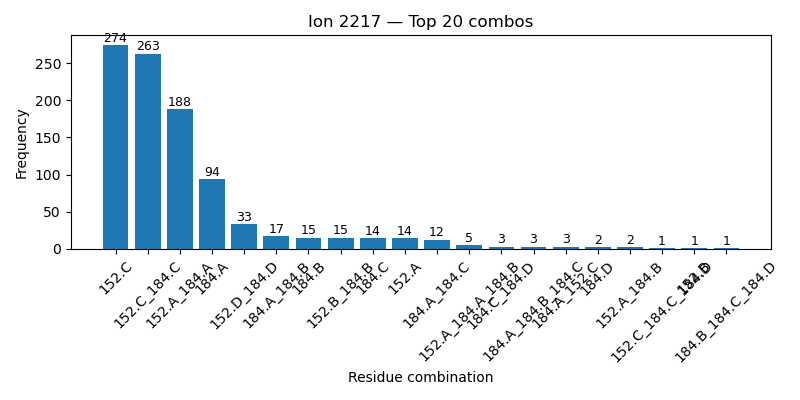 Ion 2217 — Top 20 combos
274
263
188
94
33
17
15
15
14
14
12
5
3
3
3
2
2
1
1
1
250
200
150
100
50
0
Frequency
152.C
152.C_184.C
152.A_184.A
184.A
152.D_184.D
184.A_184.B
184.B
152.B_184.B
184.C
152.A
184.A_184.C
152.A_184.A_184.B
184.C_184.D
184.A_184.B_184.C
184.A_152.C
184.D
152.A_184.B
152.C_184.C_184.D
184.B_184.C_184.D
Residue combination